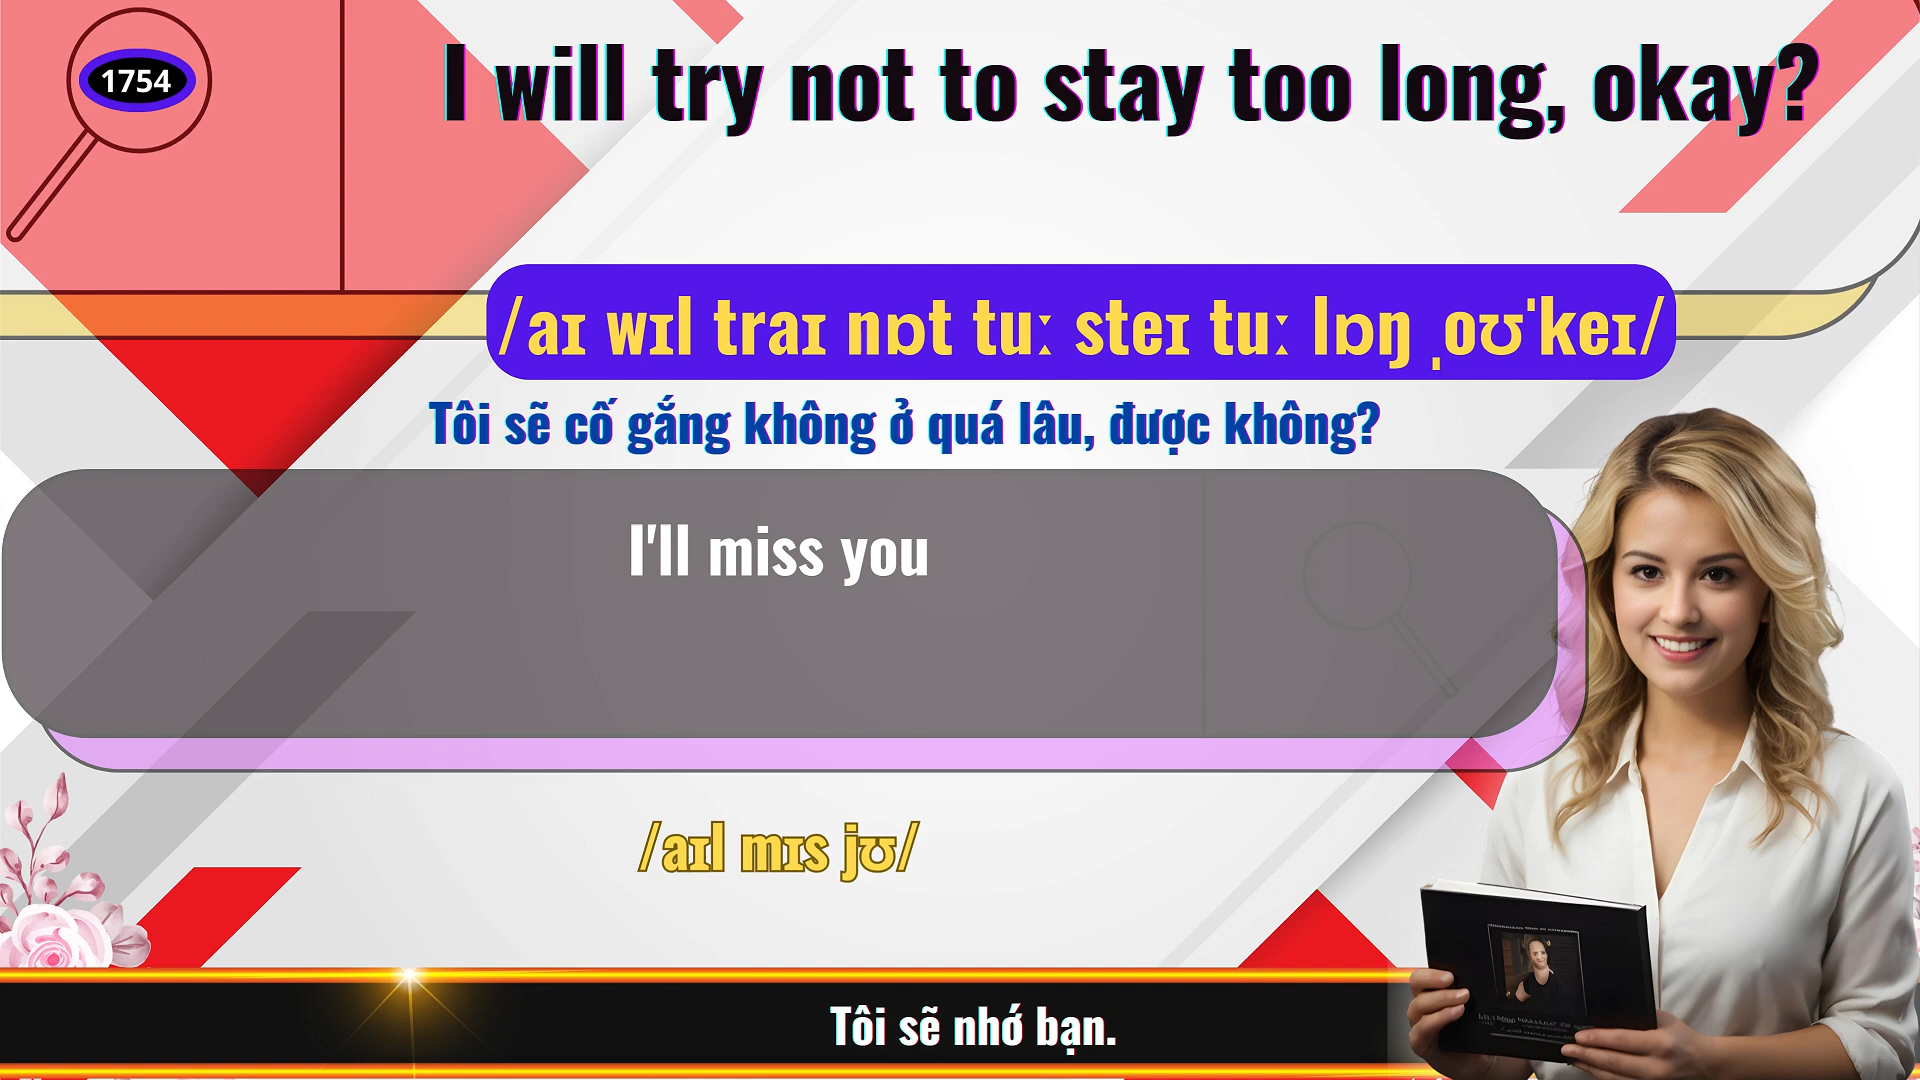 1754
I will try not to stay too long, okay?
/aɪ wɪl traɪ nɒt tuː steɪ tuː lɒŋ ˌoʊˈkeɪ/
Tôi sẽ cố gắng không ở quá lâu, được không?
I'll miss you
/aɪl mɪs jʊ/
Tôi sẽ nhớ bạn.